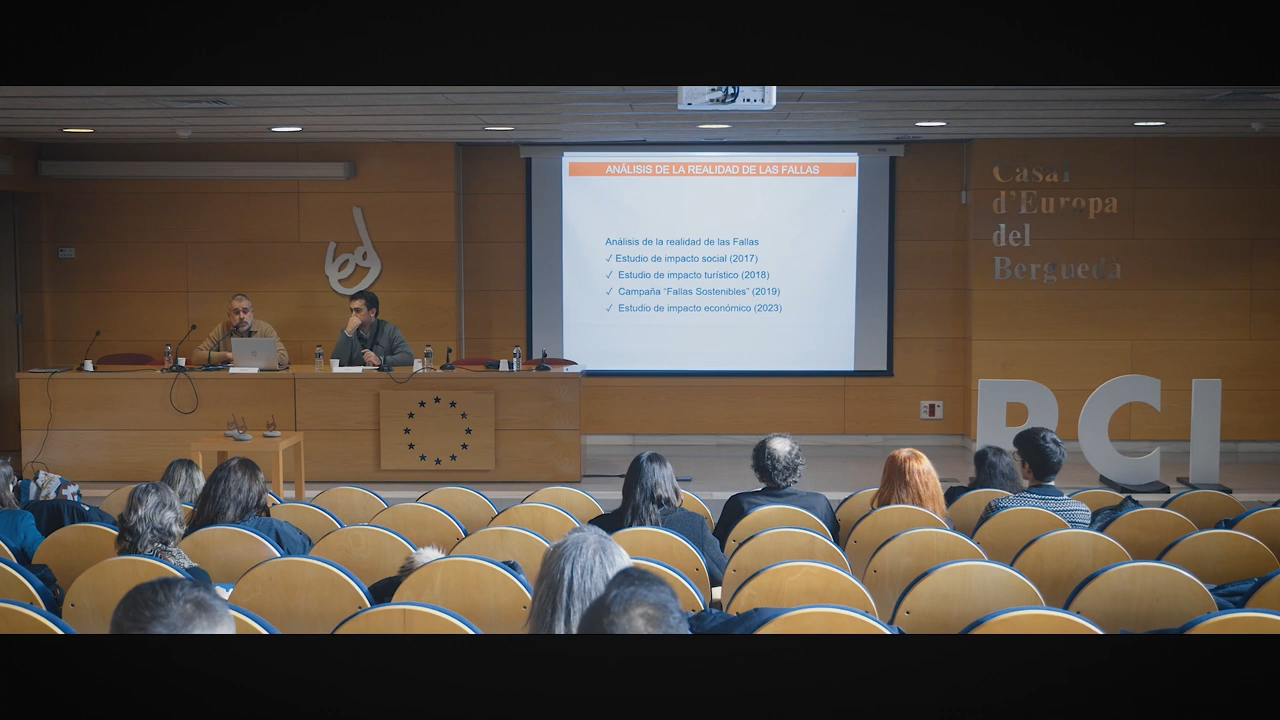 ANÁLISIS DE LA REALIDAD DE LAS FALLAS
Análisis de la realidad de las Fallas
✓ Estudio de impacto social (2017)
✓ Estudio de impacto turístico (2018)
✓ Campaña “Fallas Sostenibles” (2019)
✓ Estudio de impacto económico (2023)
Casal
d’Europa
del
Berguedà
PCI